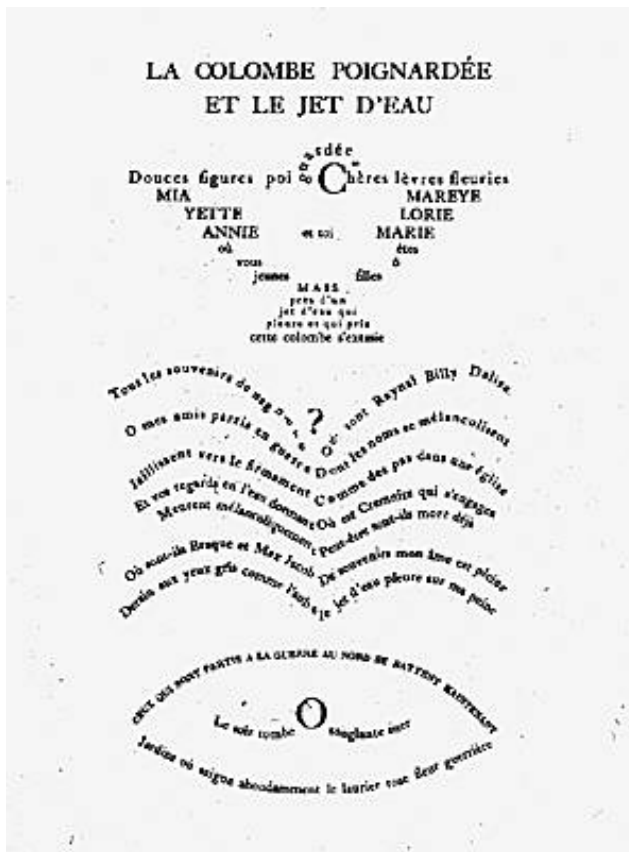 LA COLOMBE POIGNARDÉE
ET LE JET D'EAU
Douces figures poignardées Chères lèvres fleuries
MIA MAREYE
YETTE LORIE
ANNIE et toi MARIE
où êtes
vous ô
jeunes filles
MAIS
près d'un
jet d'eau qui
pleure et qui prie
cette colombe s'extasie
Tous les souvenirs de naguère
?
Où sont Raynal Billy Dalize
O mes amis partis en guerre
Dont les noms se mélancolisent
Jaillissent vers le firmament
Comme des pas dans une église
Et vos regards en l'eau dormant
Où est Cremnitz qui s'engagea
Meurent mélancoliquement
Peut-être sont-ils morts déjà
Où sont-ils Braque et Max Jacob
De souvenirs mon âme est pleine
Derain aux yeux gris comme l'aube
Le jet d'eau pleure sur ma peine
CEUX QUI SONT PARTIS A LA GUERRE AU NORD SE BATTENT MAINTENANT
Le soir tombe O sanglante mer
Jardins où saigne abondamment le laurier rose fleur guerrière